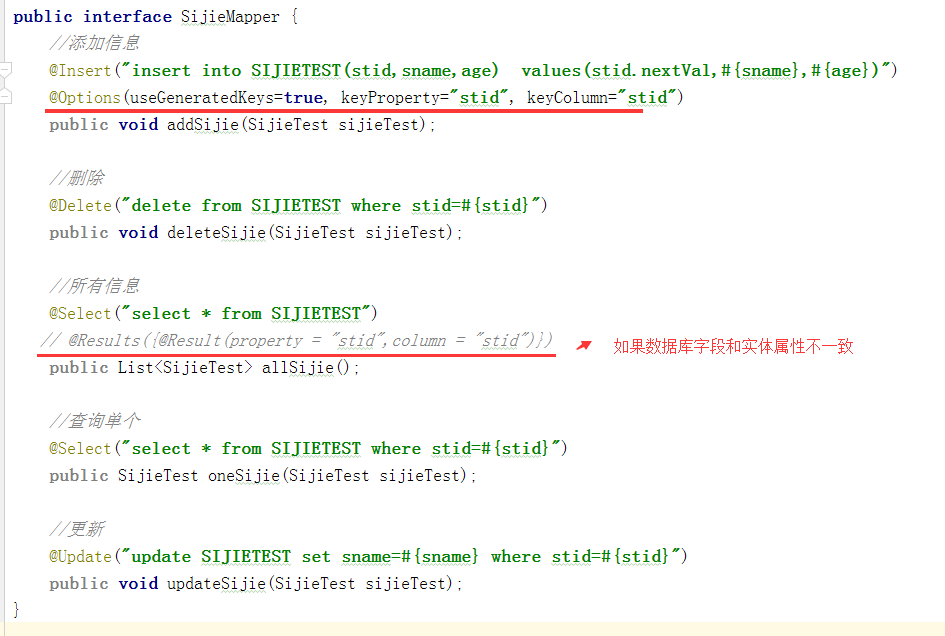 public interface SijieMapper {
//添加信息
@Insert("insert into SIJIETEST(stid,sname,age)  values(stid.nextVal,#{sname},#{age})")
@Options(useGeneratedKeys=true, keyProperty="stid", keyColumn="stid")
public void addSijie(SijieTest sijieTest);
//删除
@Delete("delete from SIJIETEST where stid=#{stid}")
public void deleteSijie(SijieTest sijieTest);
//所有信息
@Select("select * from SIJIETEST")
// @Results({@Result(property = "stid",column = "stid")})
如果数据库字段和实体属性不一致
public List<SijieTest> allSijie();
//查询单个
@Select("select * from SIJIETEST where stid=#{stid}")
public SijieTest oneSijie(SijieTest sijieTest);
//更新
@Update("update SIJIETEST set sname=#{sname} where stid=#{stid}")
public void updateSijie(SijieTest sijieTest);
}